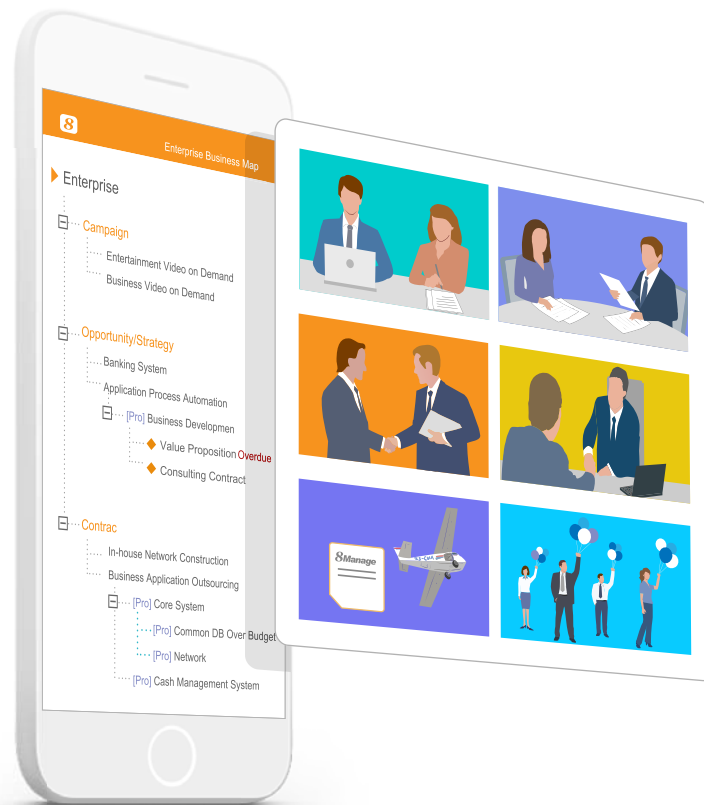 8
Enterprise Business Map
Enterprise
Campaign
Entertainment Video on Demand
Business Video on Demand
Opportunity/Strategy
Banking System
Application Process Automation
[Pro] Business Developmen
Value Proposition Overdue
Consulting Contract
Contrac
In-house Network Construction
Business Application Outsourcing
[Pro] Core System
[Pro] Common DB Over Budget
[Pro] Network
[Pro] Cash Management System
8Manage